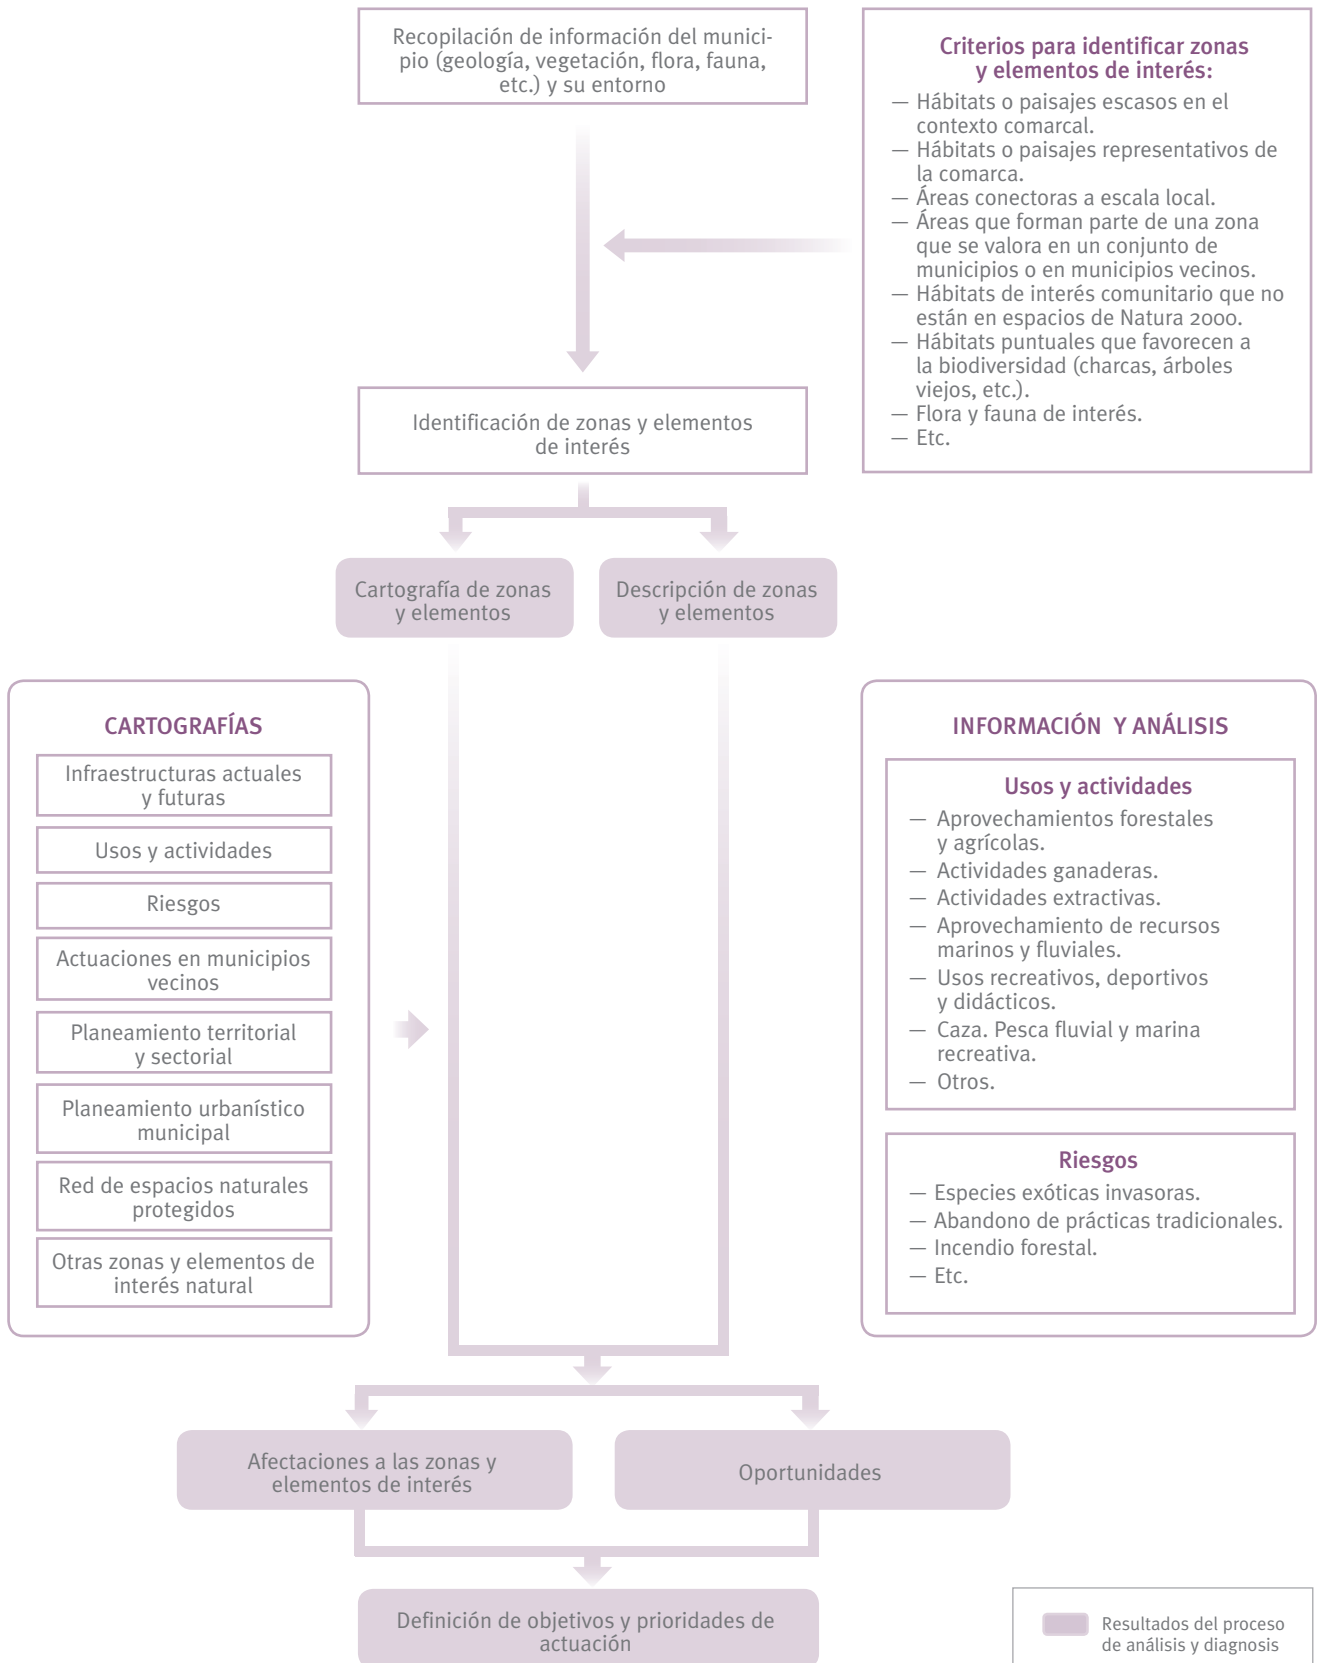 Recopilación de información del munici-
pio (geología, vegetación, flora, fauna,
etc.) y su entorno
Criterios para identificar zonas
y elementos de interés:
— Hábitats o paisajes escasos en el
contexto comarcal.
— Hábitats o paisajes representativos de
la comarca.
— Áreas conectoras a escala local.
— Áreas que forman parte de una zona
que se valora en un conjunto de
municipios o en municipios vecinos.
— Hábitats de interés comunitario que no
están en espacios de Natura 2000.
— Hábitats puntuales que favorecen a
la biodiversidad (charcas, árboles
viejos, etc.).
— Flora y fauna de interés.
— Etc.
Identificación de zonas y elementos
de interés
Cartografía de zonas
y elementos
Descripción de zonas
y elementos
CARTOGRAFÍAS
Infraestructuras actuales
y futuras
Usos y actividades
Riesgos
Actuaciones en municipios
vecinos
Planeamiento territorial
y sectorial
Planeamiento urbanístico
municipal
Red de espacios naturales
protegidos
Otras zonas y elementos de
interés natural
INFORMACIÓN Y ANÁLISIS
Usos y actividades
— Aprovechamientos forestales
y agrícolas.
— Actividades ganaderas.
— Actividades extractivas.
— Aprovechamiento de recursos
marinos y fluviales.
— Usos recreativos, deportivos
y didácticos.
— Caza. Pesca fluvial y marina
recreativa.
— Otros.
Riesgos
— Especies exóticas invasoras.
— Abandono de prácticas tradicionales.
— Incendio forestal.
— Etc.
Afectaciones a las zonas y
elementos de interés
Oportunidades
Definición de objetivos y prioridades de
actuación
Resultados del proceso
de análisis y diagnosis